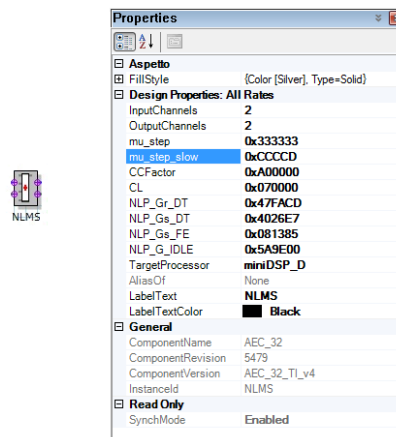 Properties
Aspetto
FillStyle {Color [Silver], Type=Solid}
Design Properties: All Rates
InputChannels 2
OutputChannels 2
mu_step 0x333333
mu_step_slow 0xCCCCD
CCFactor 0xA00000
CL 0x070000
NLP_Gr_DT 0x47FACD
NLP_Gs_DT 0x4026E7
NLP_Gs_FE 0x081385
NLP_G_IDLE 0x5A9E00
TargetProcessor miniDSP_D
AliasOf None
LabelText NLMS
LabelTextColor Black
General
ComponentName AEC_32
ComponentRevision 5479
ComponentVersion AEC_32_TI_v4
InstanceId NLMS
Read Only
SynchMode Enabled
NLMS